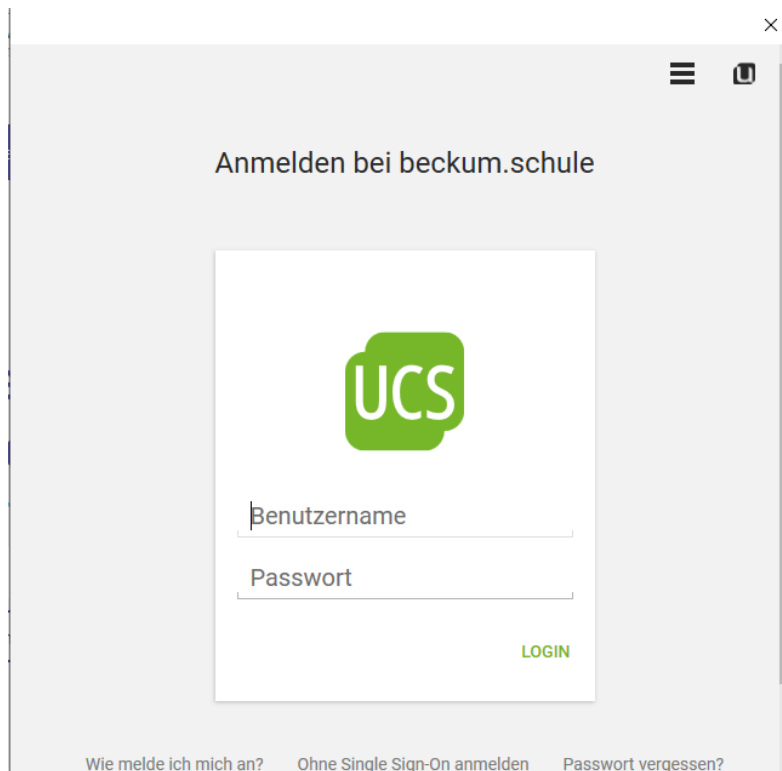 Anmelden bei beckum.schule
UCS
Benutzername
Passwort
LOGIN
Wie melde ich mich an? Ohne Single Sign-On anmelden Passwort vergessen?